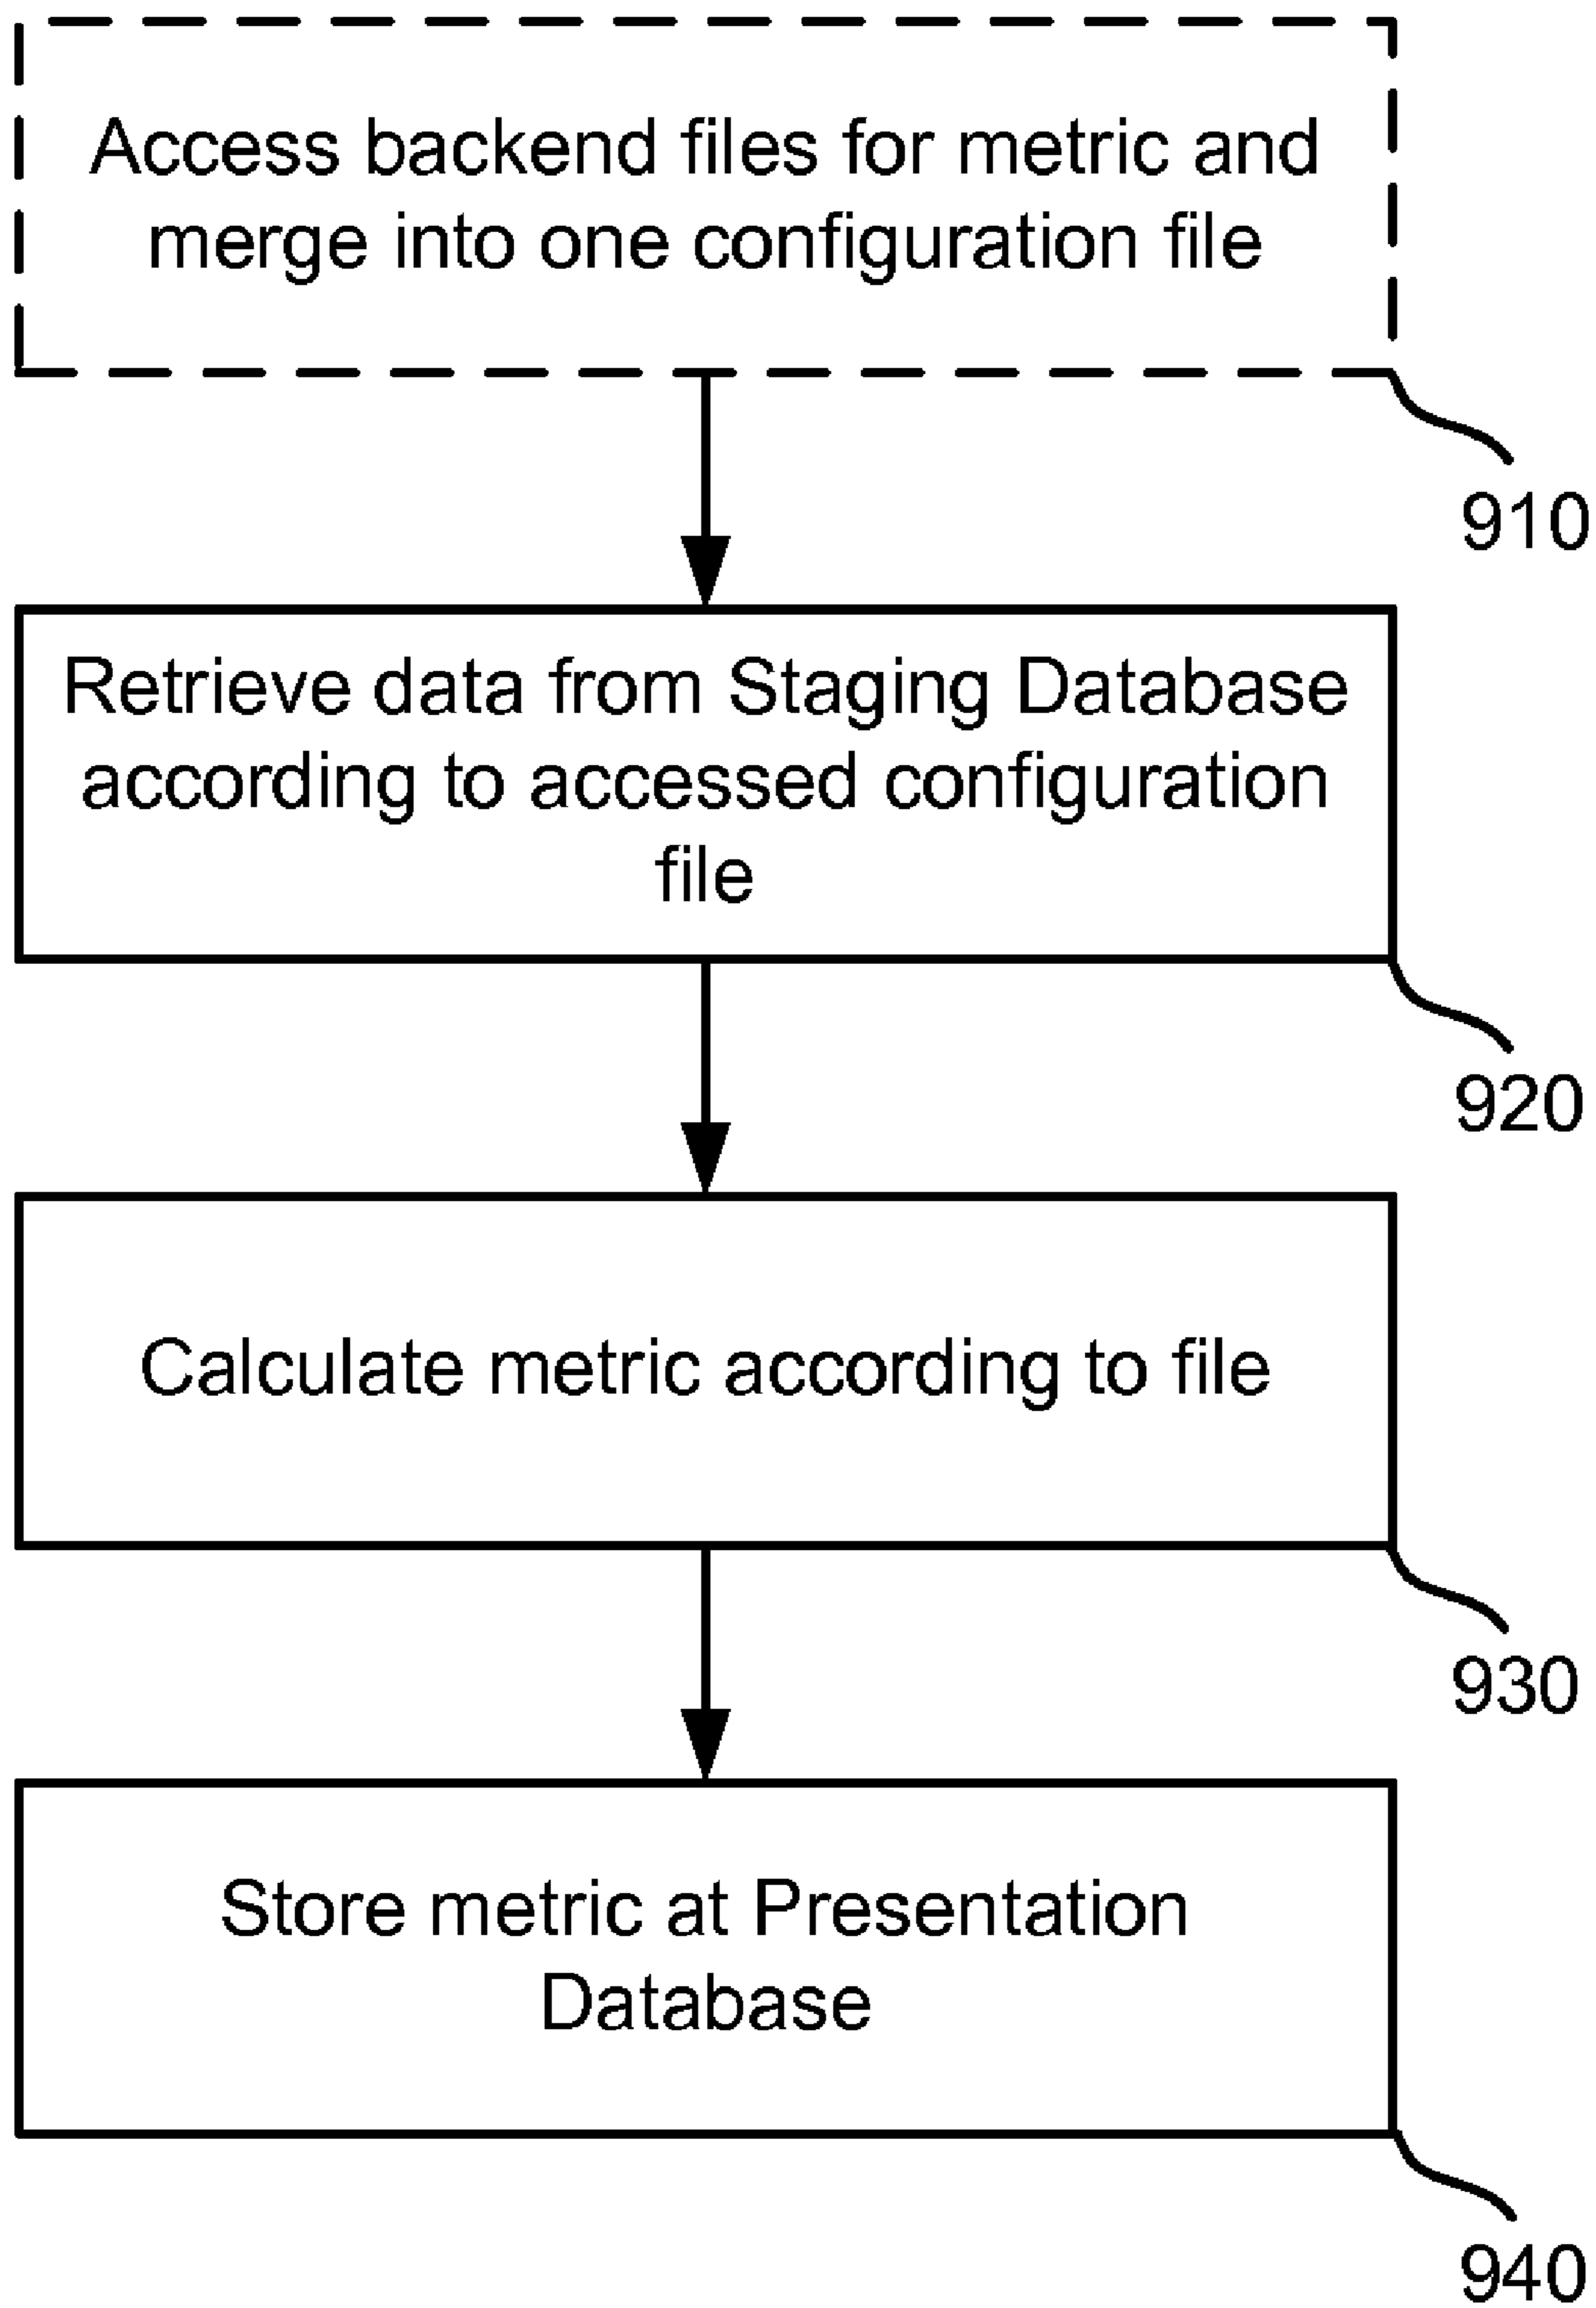 Access backend files for metric and
merge into one configuration file
910
Retrieve data from Staging Database
according to accessed configuration
file
920
Calculate metric according to file
930
Store metric at Presentation
Database
940